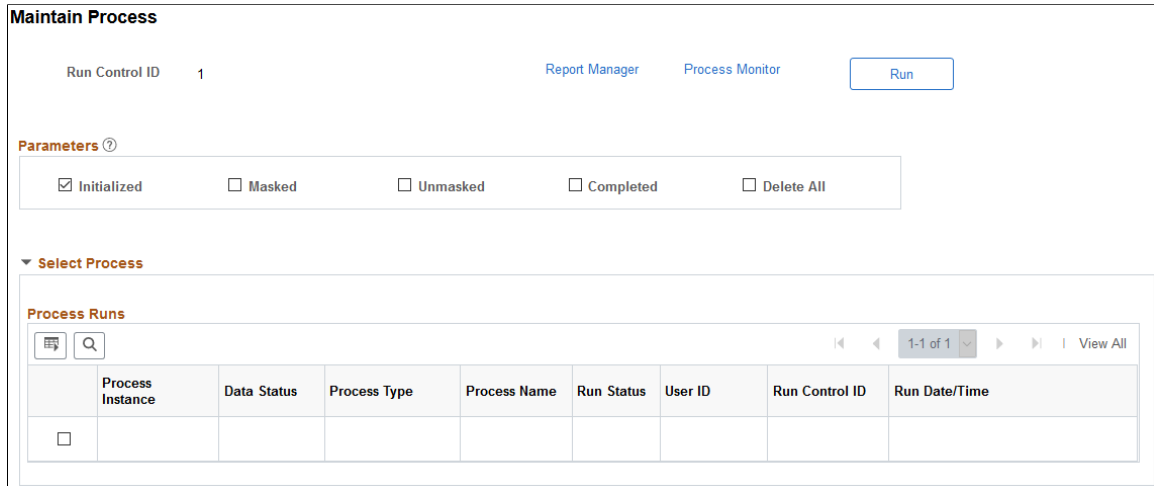 Maintain Process
Run Control ID 1 Report Manager Process Monitor Run
Parameters ?
Initialized Masked Unmasked Completed Delete All
Select Process
Process Runs
1-1 of 1 | View All
Process Instance Data Status Process Type Process Name Run Status User ID Run Control ID Run Date/Time